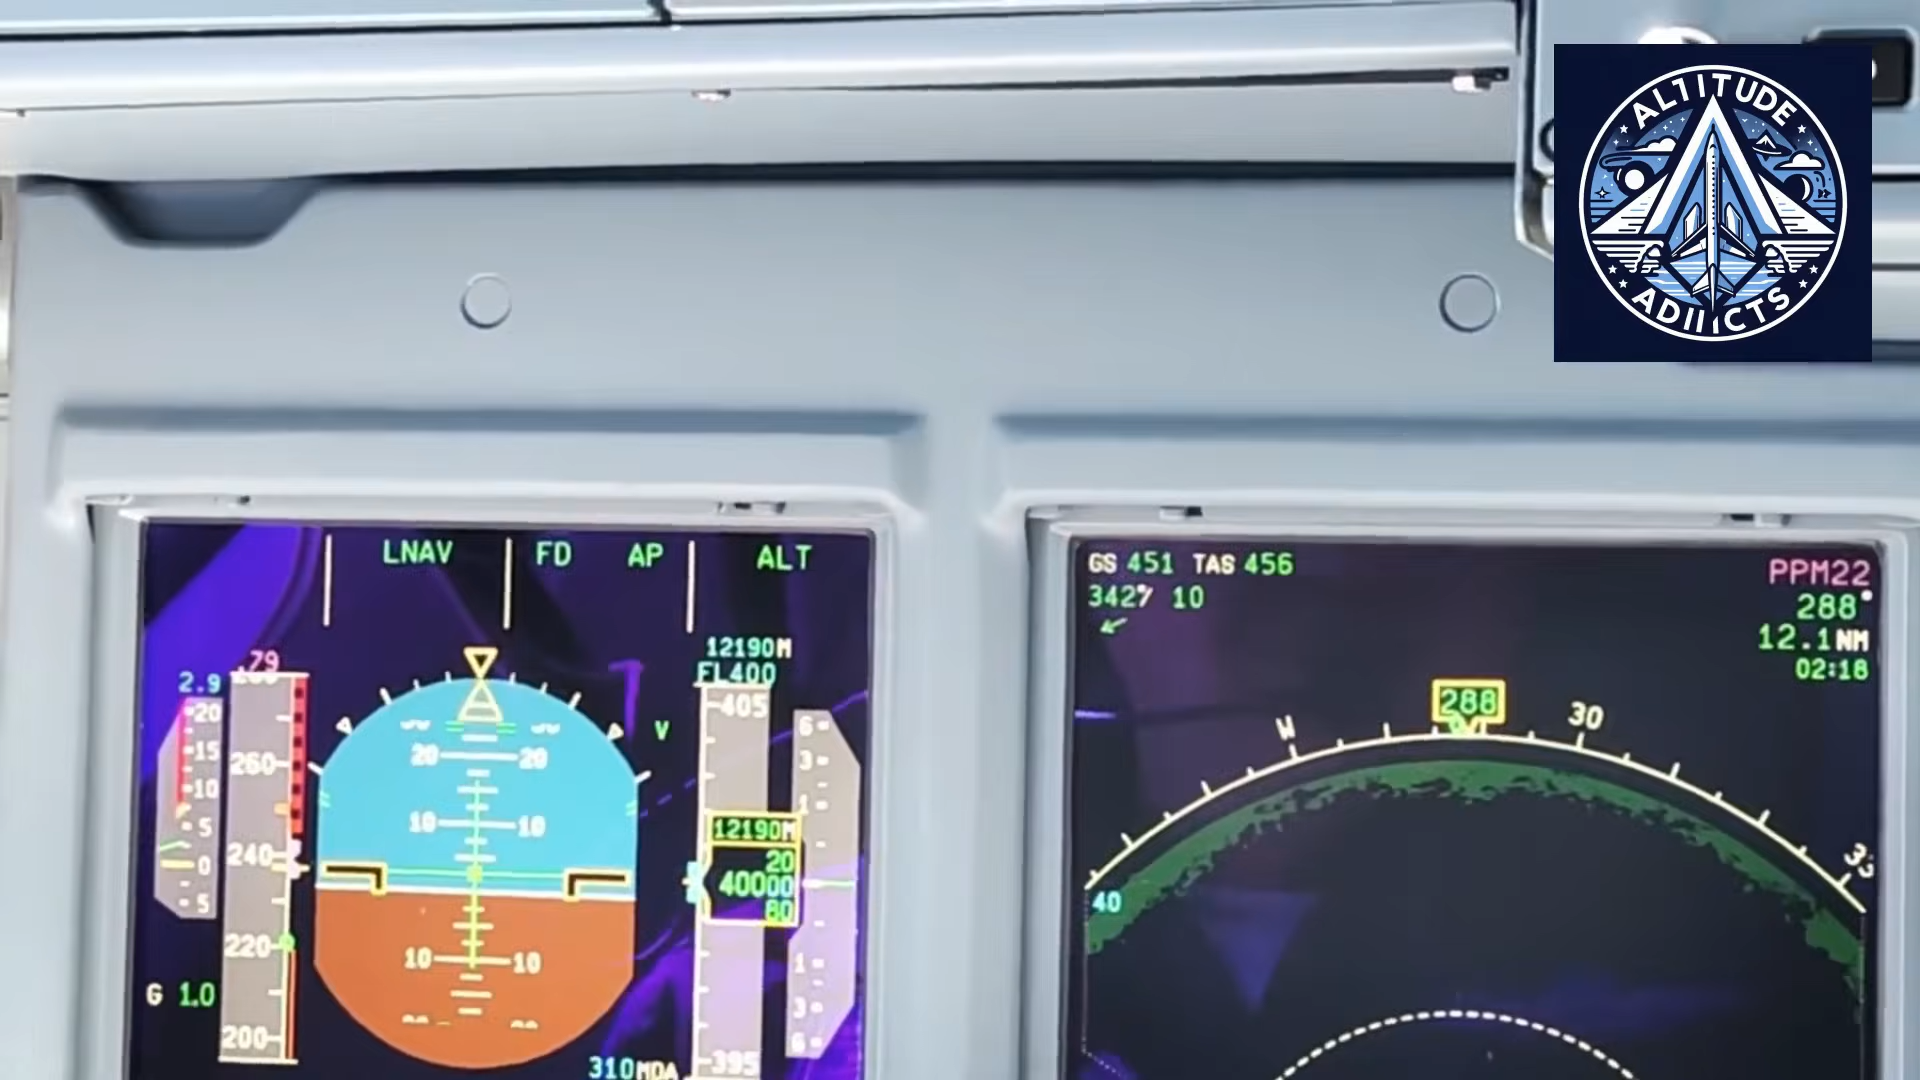 ALTITUDE
ADIIICTS
LNAV FD AP ALT
12190M
FL400
.79
2.9
20
15
10
5
0
5
260
240
220
200
G 1.0
20 20
10 10
10 10
V
405
12190M
20
40000
80
395
6
3
1
1
3
6
310MDA
GS 451 TAS 456
342°/ 10
PPM22
288°
12.1NM
02:18
288
W
30
33
40